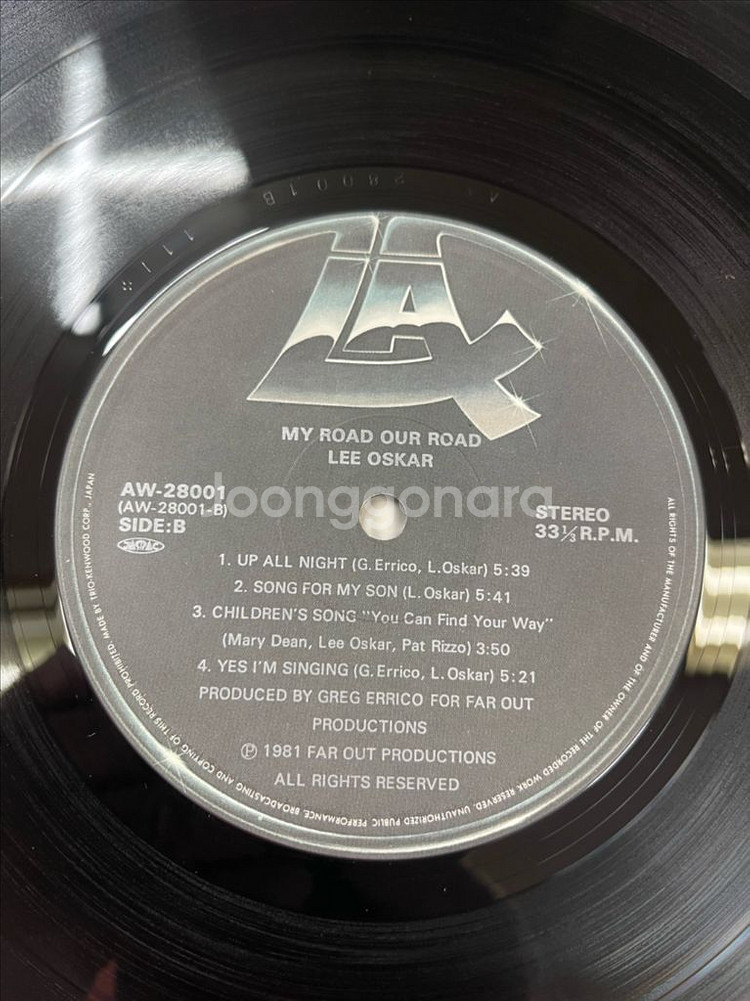 28001B
LAX
MY ROAD OUR ROAD
LEE OSKAR
AW-28001
(AW-28001-B)
SIDE:B
STEREO
33⅓ R.P.M.
loonggonara
1. UP ALL NIGHT (G. Errico, L. Oskar) 5:39
2. SONG FOR MY SON (L. Oskar) 5:41
3. CHILDREN'S SONG "You Can Find Your Way"
(Mary Dean, Lee Oskar, Pat Rizzo) 3:50
4. YES I'M SINGING (G. Errico, L. Oskar) 5:21
PRODUCED BY GREG ERRICO FOR FAR OUT
PRODUCTIONS
Ⓟ 1981 FAR OUT PRODUCTIONS
ALL RIGHTS RESERVED
ALL RIGHTS OF THE MANUFACTURER AND OF THE OWNER OF THE RECORDED WORK RESERVED. UNAUTHORIZED PUBLIC PERFORMANCE, BROADCASTING AND COPYING OF THIS RECORD PROHIBITED. MADE BY TRIO-KENWOOD CORP., JAPAN